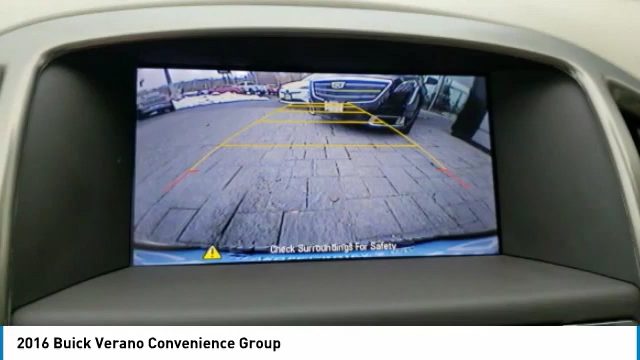 Check Surroundings For Safety
2016 Buick Verano Convenience Group